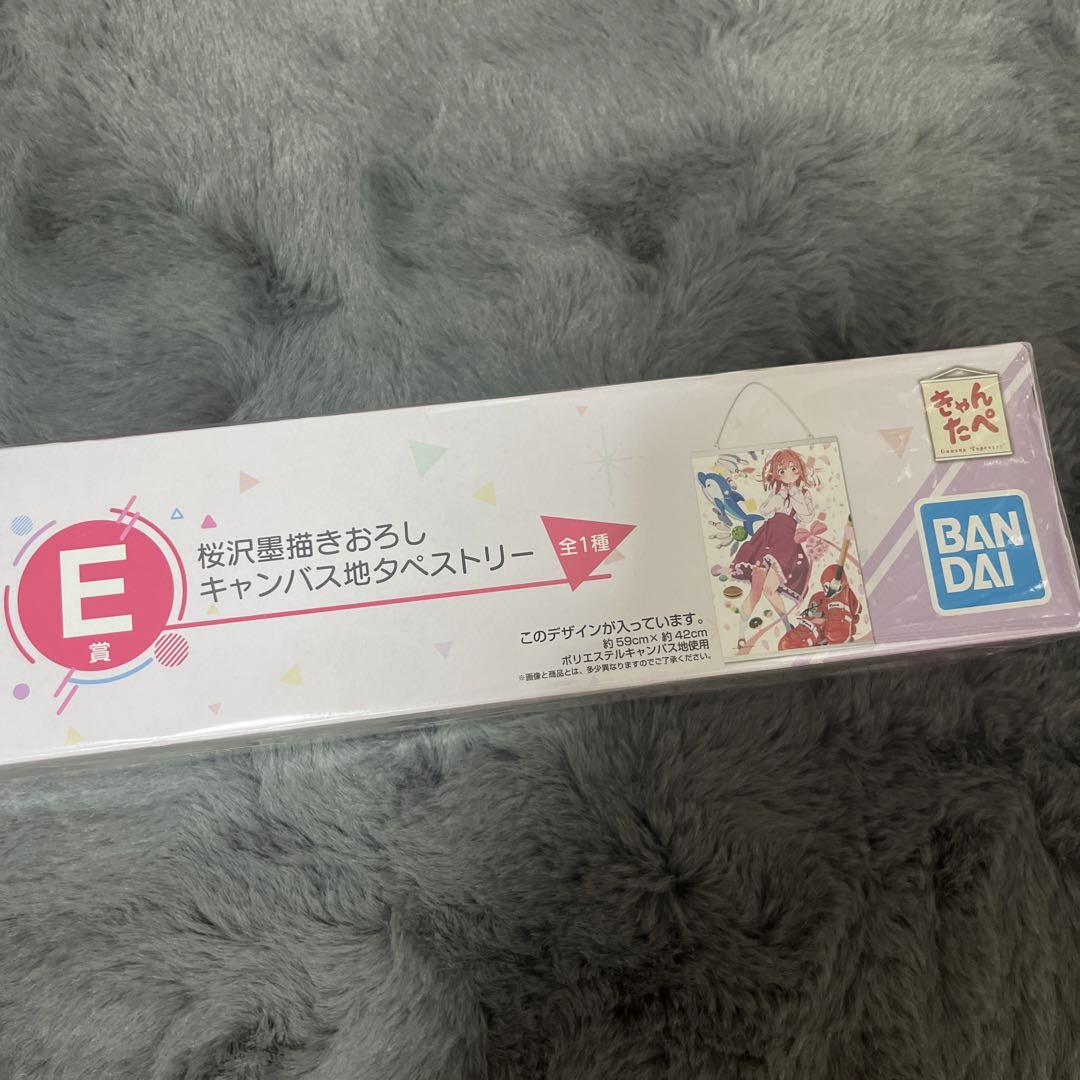 E
賞
桜沢墨描きおろし
キャンバス地タペストリー
全1種
このデザインが入っています。
約 59cm× 約 42cm
ポリエステルキャンバス地使用
※画像と商品とは、多少異なりますのでご了承ください。
きゃん
たぺ
BAN
DAI